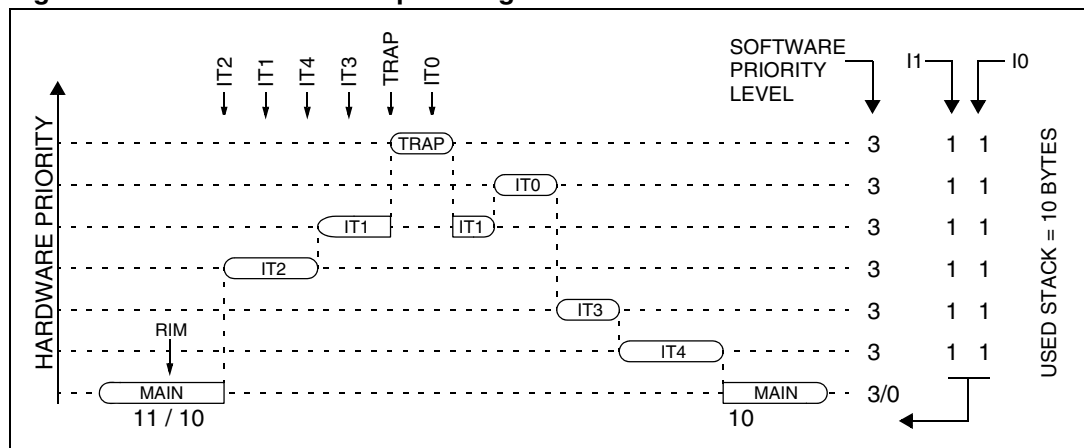 IT2
IT1
IT4
IT3
TRAP
IT0
SOFTWARE
PRIORITY
LEVEL
I1
I0
HARDWARE PRIORITY
USED STACK = 10 BYTES
TRAP
3 1 1
IT0
3 1 1
IT1
IT1
3 1 1
IT2
3 1 1
IT3
3 1 1
RIM
IT4
3 1 1
MAIN
MAIN
3/0
11 / 10
10